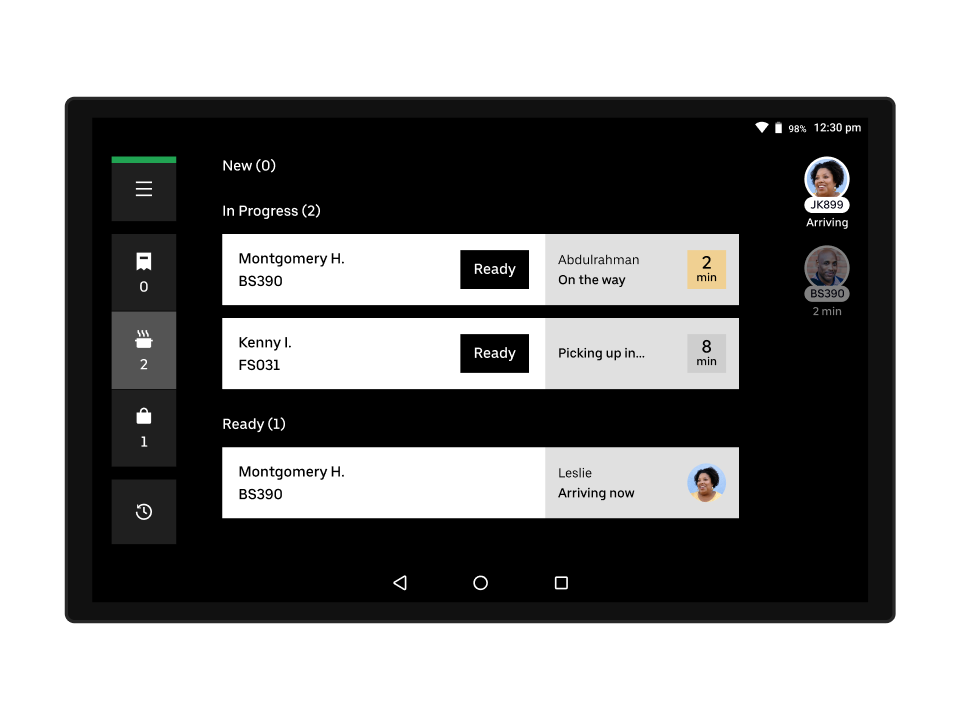 98% 12:30 pm
New (0)
In Progress (2)
Montgomery H.
BS390
Ready
Abdulrahman
On the way
2
min
Kenny I.
FS031
Ready
Picking up in...
8
min
Ready (1)
Montgomery H.
BS390
Leslie
Arriving now
0
2
1
JK899
Arriving
BS390
2 min